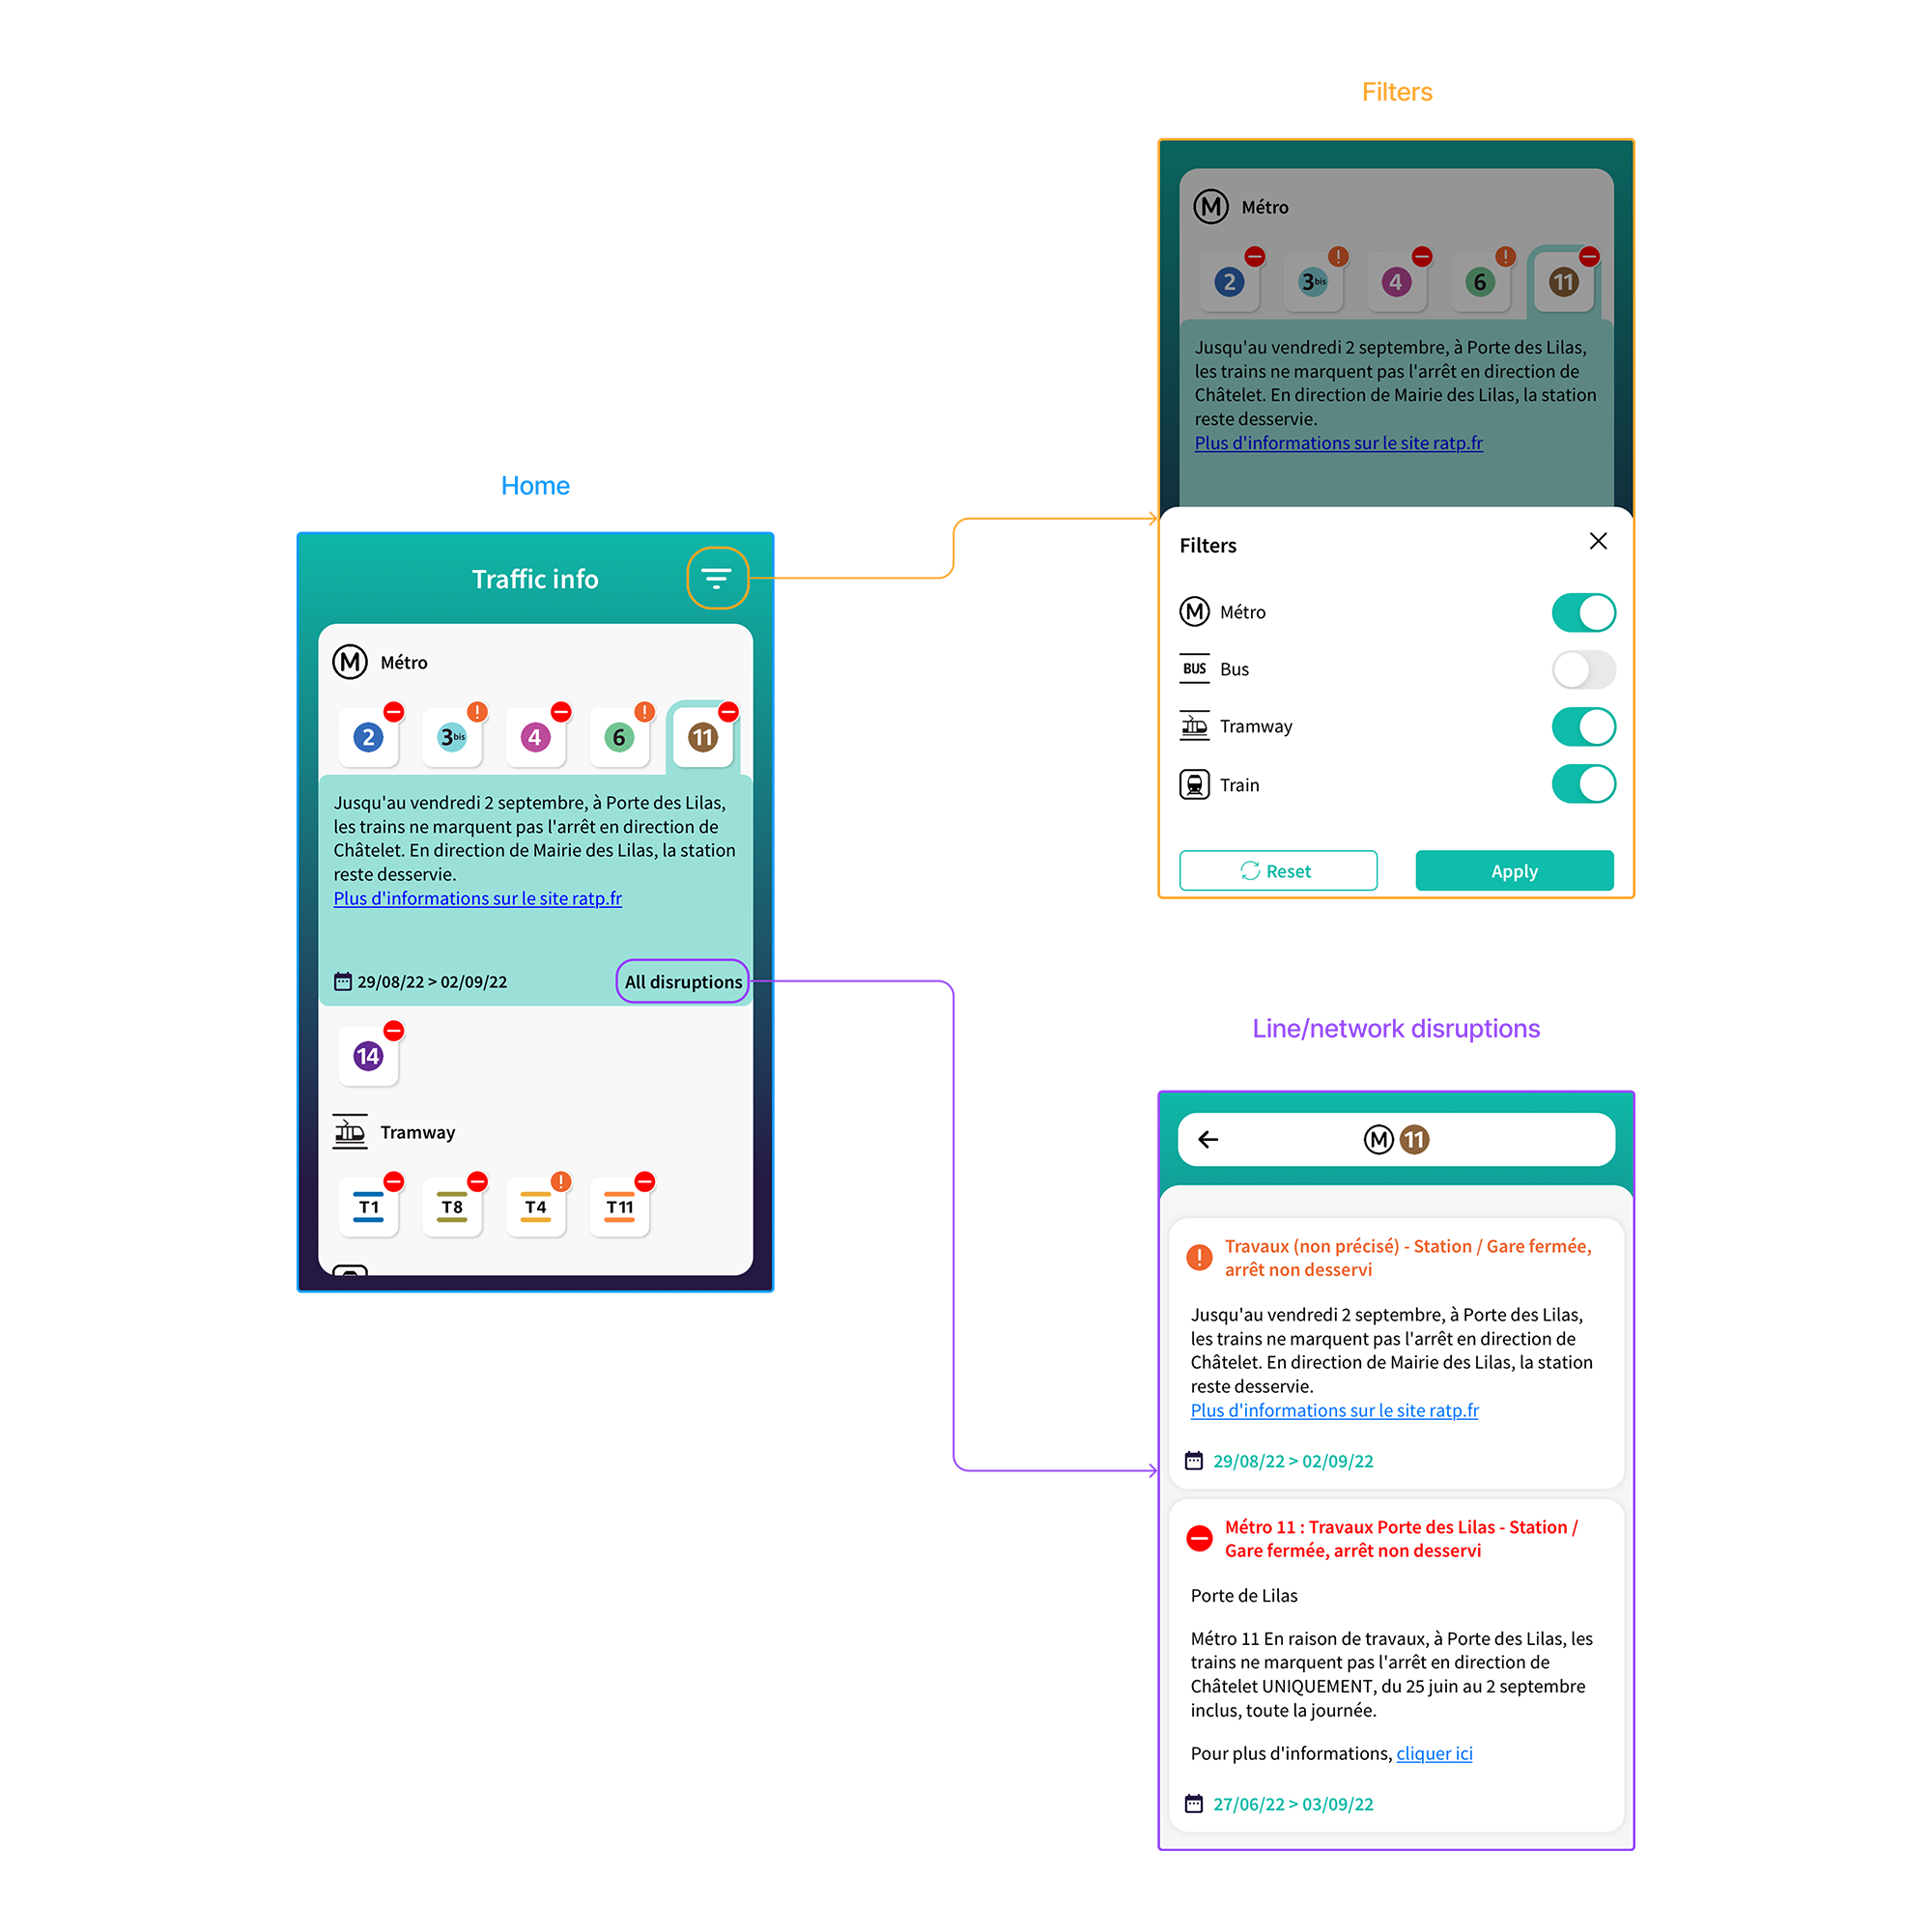 Filters
M Métro
2 3bis 4 6 11
Jusqu'au vendredi 2 septembre, à Porte des Lilas,
les trains ne marquent pas l'arrêt en direction de
Châtelet. En direction de Mairie des Lilas, la station
reste desservie.
Plus d'informations sur le site ratp.fr
Filters
M Métro
BUS Bus
Tramway
Train
Reset
Apply
Home
Traffic info
M Métro
2 3bis 4 6 11
Jusqu'au vendredi 2 septembre, à Porte des Lilas,
les trains ne marquent pas l'arrêt en direction de
Châtelet. En direction de Mairie des Lilas, la station
reste desservie.
Plus d'informations sur le site ratp.fr
29/08/22 > 02/09/22
All disruptions
14
Tramway
T1 T8 T4 T11
Line/network disruptions
M 11
Travaux (non précisé) - Station / Gare fermée,
arrêt non desservi
Jusqu'au vendredi 2 septembre, à Porte des Lilas,
les trains ne marquent pas l'arrêt en direction de
Châtelet. En direction de Mairie des Lilas, la station
reste desservie.
Plus d'informations sur le site ratp.fr
29/08/22 > 02/09/22
Métro 11 : Travaux Porte des Lilas - Station /
Gare fermée, arrêt non desservi
Porte de Lilas
Métro 11 En raison de travaux, à Porte des Lilas, les
trains ne marquent pas l'arrêt en direction de
Châtelet UNIQUEMENT, du 25 juin au 2 septembre
inclus, toute la journée.
Pour plus d'informations, cliquer ici
27/06/22 > 03/09/22